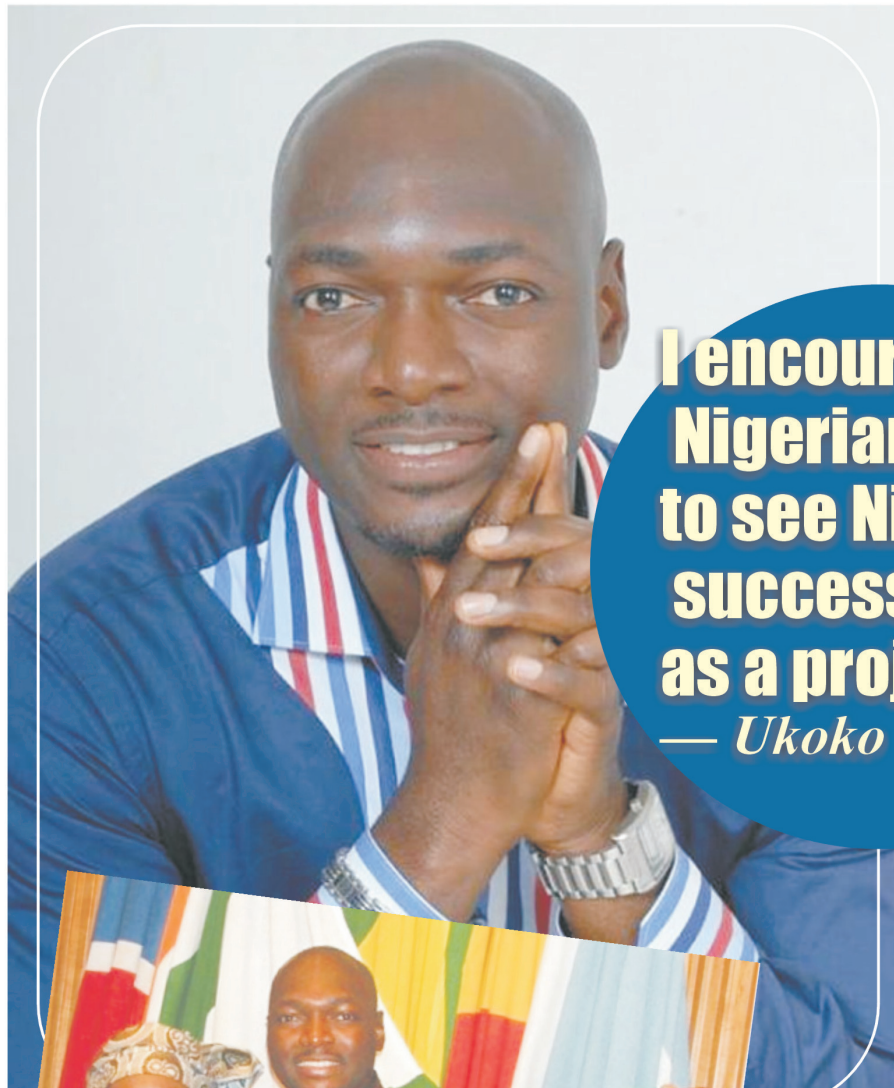 I encour
Nigerian
to see Ni
success
as a proj
— Ukoko